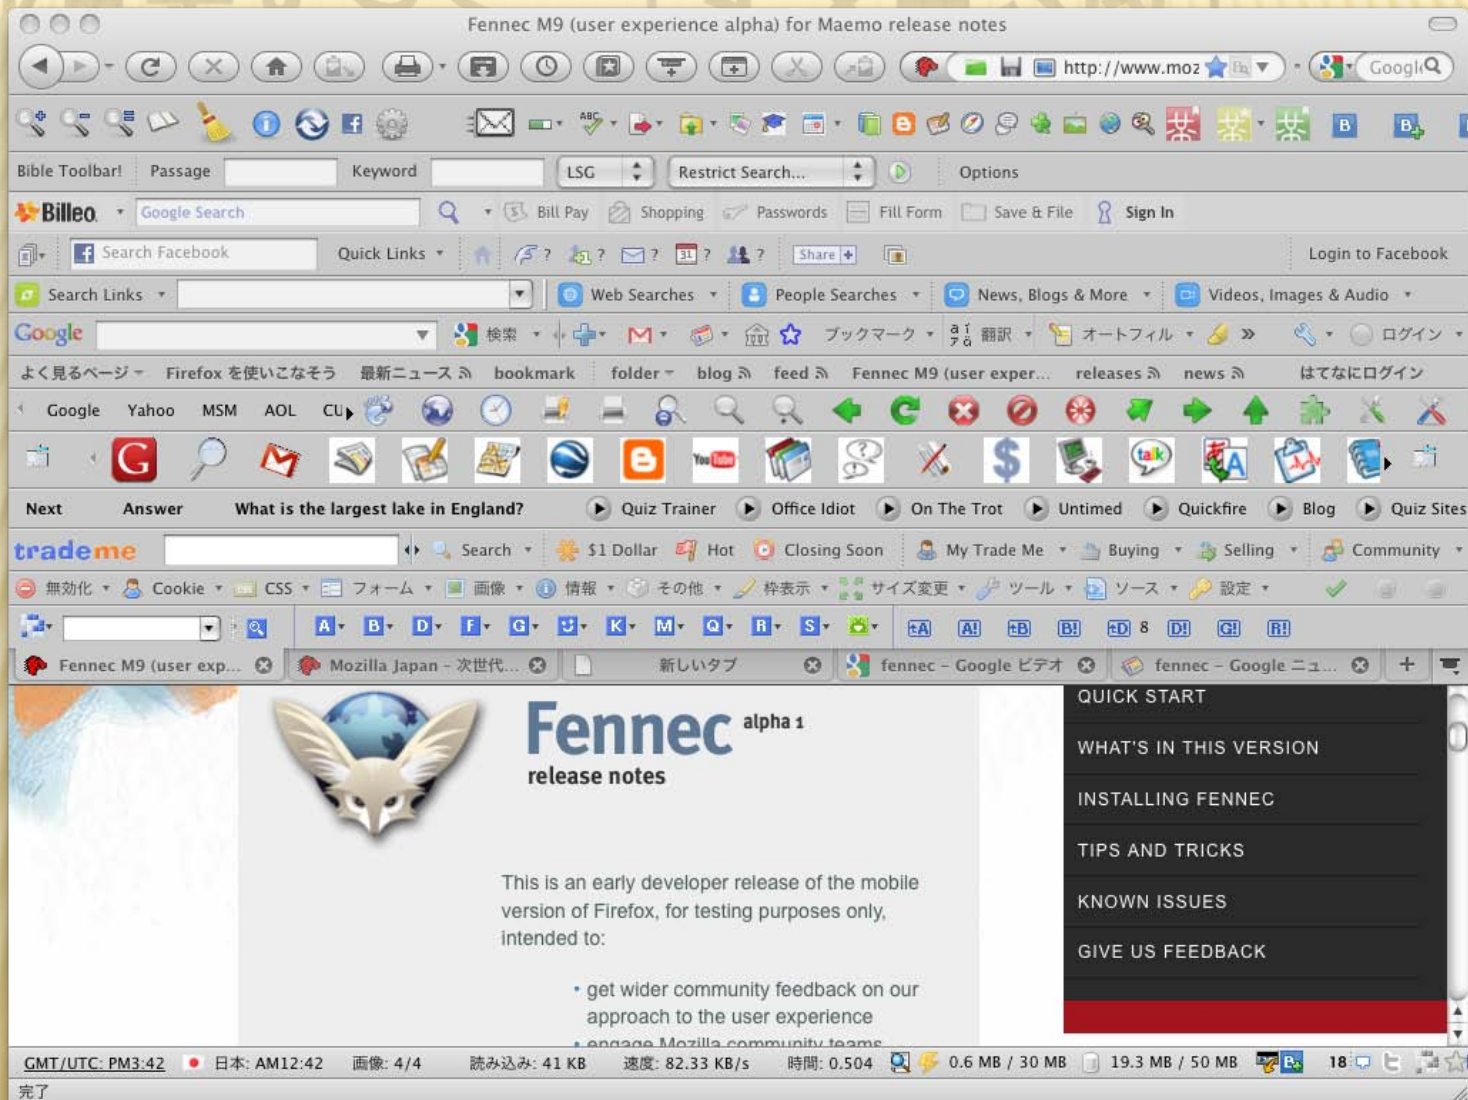 Fennec M9 (user experience alpha) for Maemo release notes
http://www.moz
Google
ABC
B B
Bible Toolbar! Passage Keyword LSG Restrict Search... Options
Billeo. Google Search Bill Pay Shopping Passwords Fill Form Save & File Sign In
Search Facebook Quick Links ? ? ? 31 ? ? Share + Login to Facebook
Search Links Web Searches People Searches News, Blogs & More Videos, Images & Audio
Google 検索 ブックマーク 翻訳 オートフィル » ログイン
よく見るページ Firefox を使いこなそう 最新ニュース bookmark folder blog feed Fennec M9 (user exper... releases news はてなにログイン
Google Yahoo MSM AOL
G You Tube talk A
Next Answer What is the largest lake in England? Quiz Trainer Office Idiot On The Trot Untimed Quickfire Blog Quiz Sites
trademe Search $1 Dollar Hot Closing Soon My Trade Me Buying Selling Community
無効化 Cookie CSS フォーム 画像 情報 その他 枠表示 サイズ変更 ツール ソース 設定
A B D F G K M Q R S ↑A A! ↑B B! ↑D 8 D! G! R!
Fennec M9 (user exp... Mozilla Japan – 次世代... 新しいタブ fennec – Google ビデオ fennec – Google ニュ... +
Fennec alpha 1
release notes
This is an early developer release of the mobile
version of Firefox, for testing purposes only,
intended to:
• get wider community feedback on our
approach to the user experience
• engage Mozilla community teams
QUICK START
WHAT'S IN THIS VERSION
INSTALLING FENNEC
TIPS AND TRICKS
KNOWN ISSUES
GIVE US FEEDBACK
GMT/UTC: PM3:42 日本: AM12:42 画像: 4/4 読み込み: 41 KB 速度: 82.33 KB/s 時間: 0.504 0.6 MB / 30 MB 19.3 MB / 50 MB 18
完了